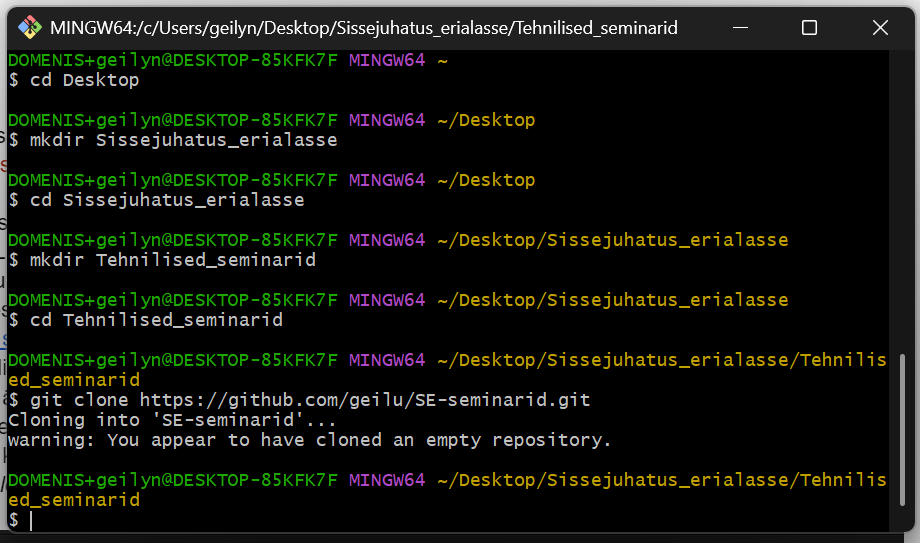 MINGW64:/c/Users/geilyn/Desktop/Sissejuhatus_erialasse/Tehnilised_seminarid
DOMENIS+geilyn@DESKTOP-85KFK7F MINGW64 ~
$ cd Desktop
DOMENIS+geilyn@DESKTOP-85KFK7F MINGW64 ~/Desktop
$ mkdir Sissejuhatus_erialasse
DOMENIS+geilyn@DESKTOP-85KFK7F MINGW64 ~/Desktop
$ cd Sissejuhatus_erialasse
DOMENIS+geilyn@DESKTOP-85KFK7F MINGW64 ~/Desktop/Sissejuhatus_erialasse
$ mkdir Tehnilised_seminarid
DOMENIS+geilyn@DESKTOP-85KFK7F MINGW64 ~/Desktop/Sissejuhatus_erialasse
$ cd Tehnilised_seminarid
DOMENIS+geilyn@DESKTOP-85KFK7F MINGW64 ~/Desktop/Sissejuhatus_erialasse/Tehnilis
ed_seminarid
$ git clone https://github.com/geilu/SE-seminarid.git
Cloning into 'SE-seminarid'...
warning: You appear to have cloned an empty repository.
DOMENIS+geilyn@DESKTOP-85KFK7F MINGW64 ~/Desktop/Sissejuhatus_erialasse/Tehnilis
ed_seminarid
$